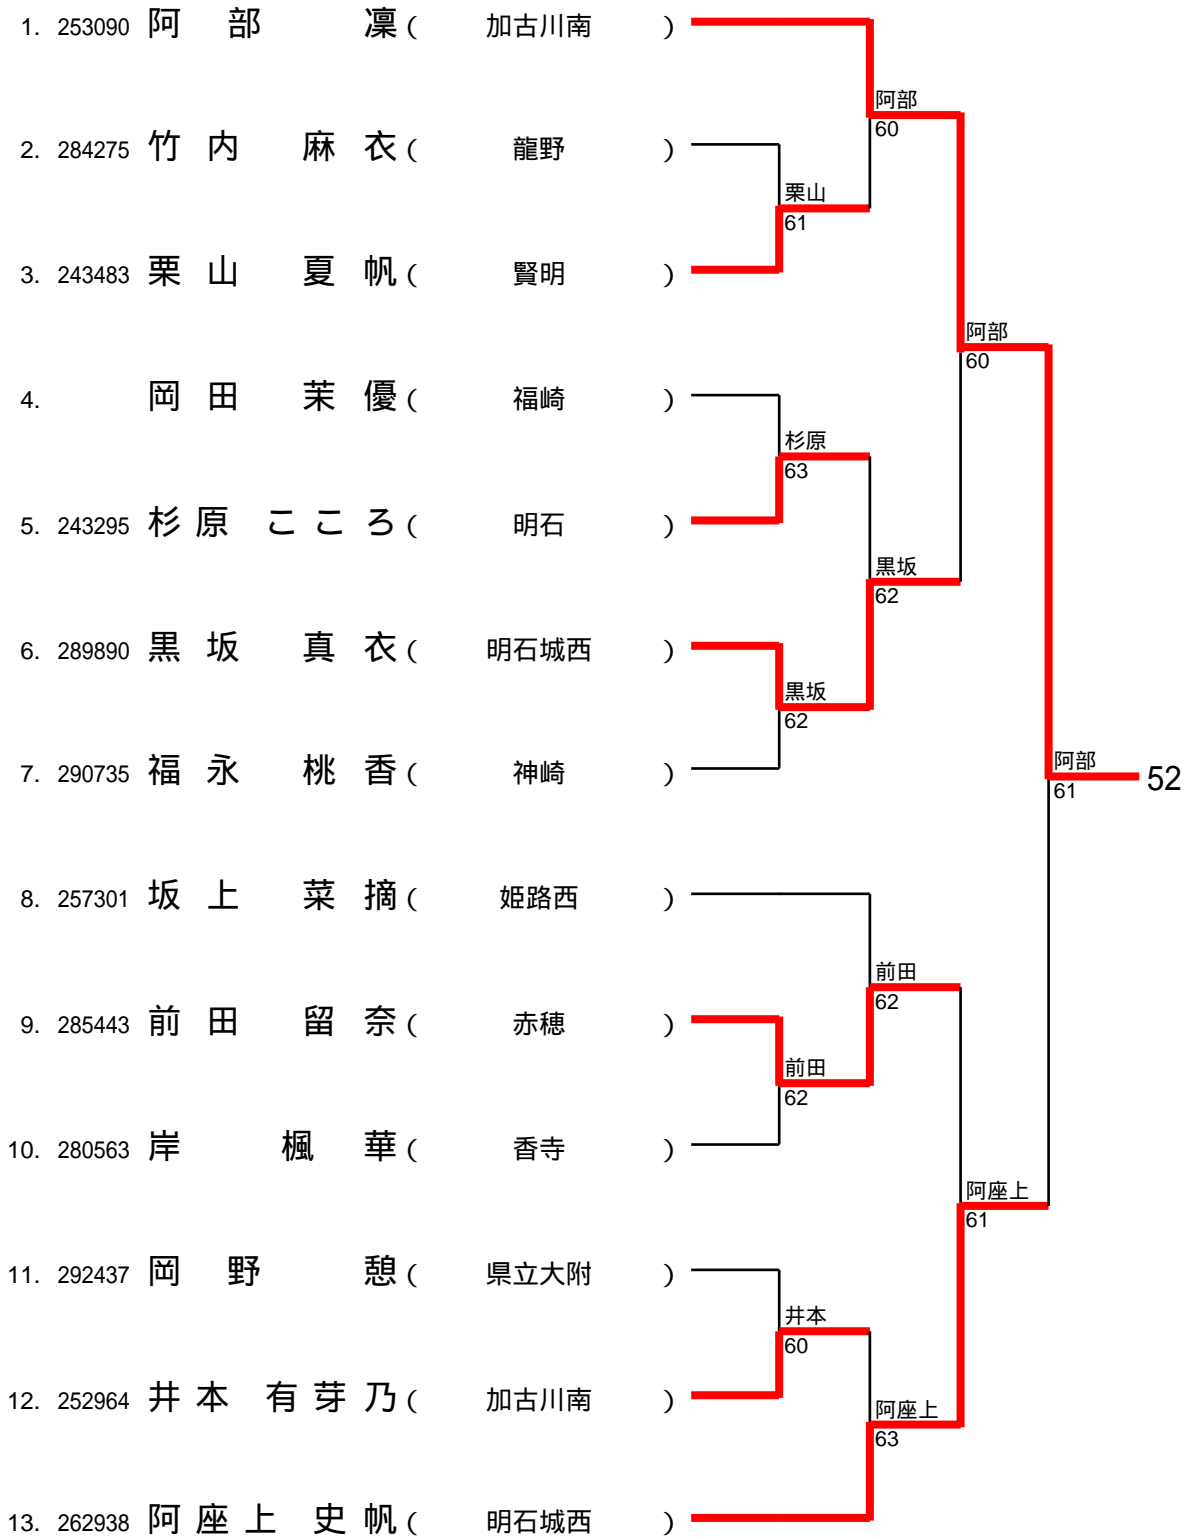 1. 253090 阿部 凜 ( 加古川南 )
阿部
60
2. 284275 竹内 麻衣 ( 龍野 )
栗山
61
3. 243483 栗山 夏帆 ( 賢明 )
阿部
60
4. 岡田 茉優 ( 福崎 )
杉原
63
5. 243295 杉原 こころ ( 明石 )
黒坂
62
6. 289890 黒坂 真衣 ( 明石城西 )
黒坂
62
7. 290735 福永 桃香 ( 神崎 )
阿部
61
52
8. 257301 坂上 菜摘 ( 姫路西 )
前田
62
9. 285443 前田 留奈 ( 赤穂 )
前田
62
10. 280563 岸 楓華 ( 香寺 )
阿座上
61
11. 292437 岡野 憩 ( 県立大附 )
井本
60
12. 252964 井本 有芽乃 ( 加古川南 )
阿座上
63
13. 262938 阿座上 史帆 ( 明石城西 )